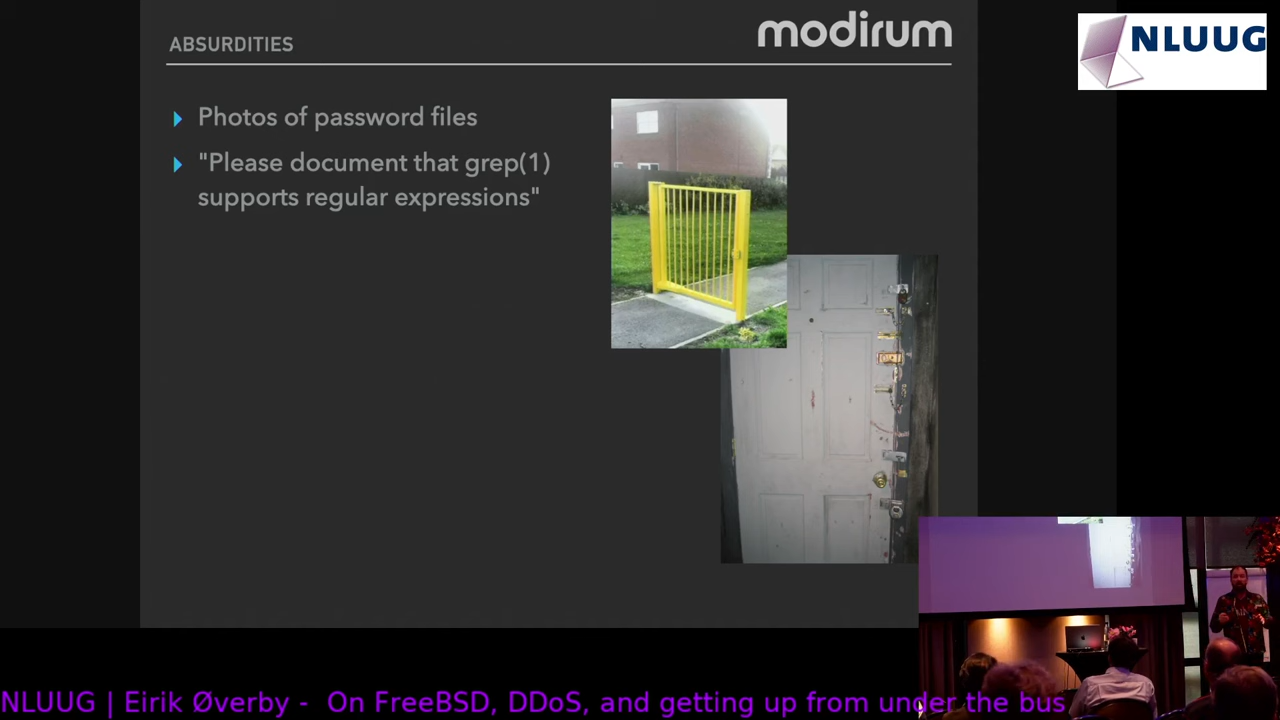 ABSURDITIES
modirum
NLUUG
Photos of password files
"Please document that grep(1)
supports regular expressions"
NLUUG | Eirik Øverby - On FreeBSD, DDoS, and getting up from under the bus